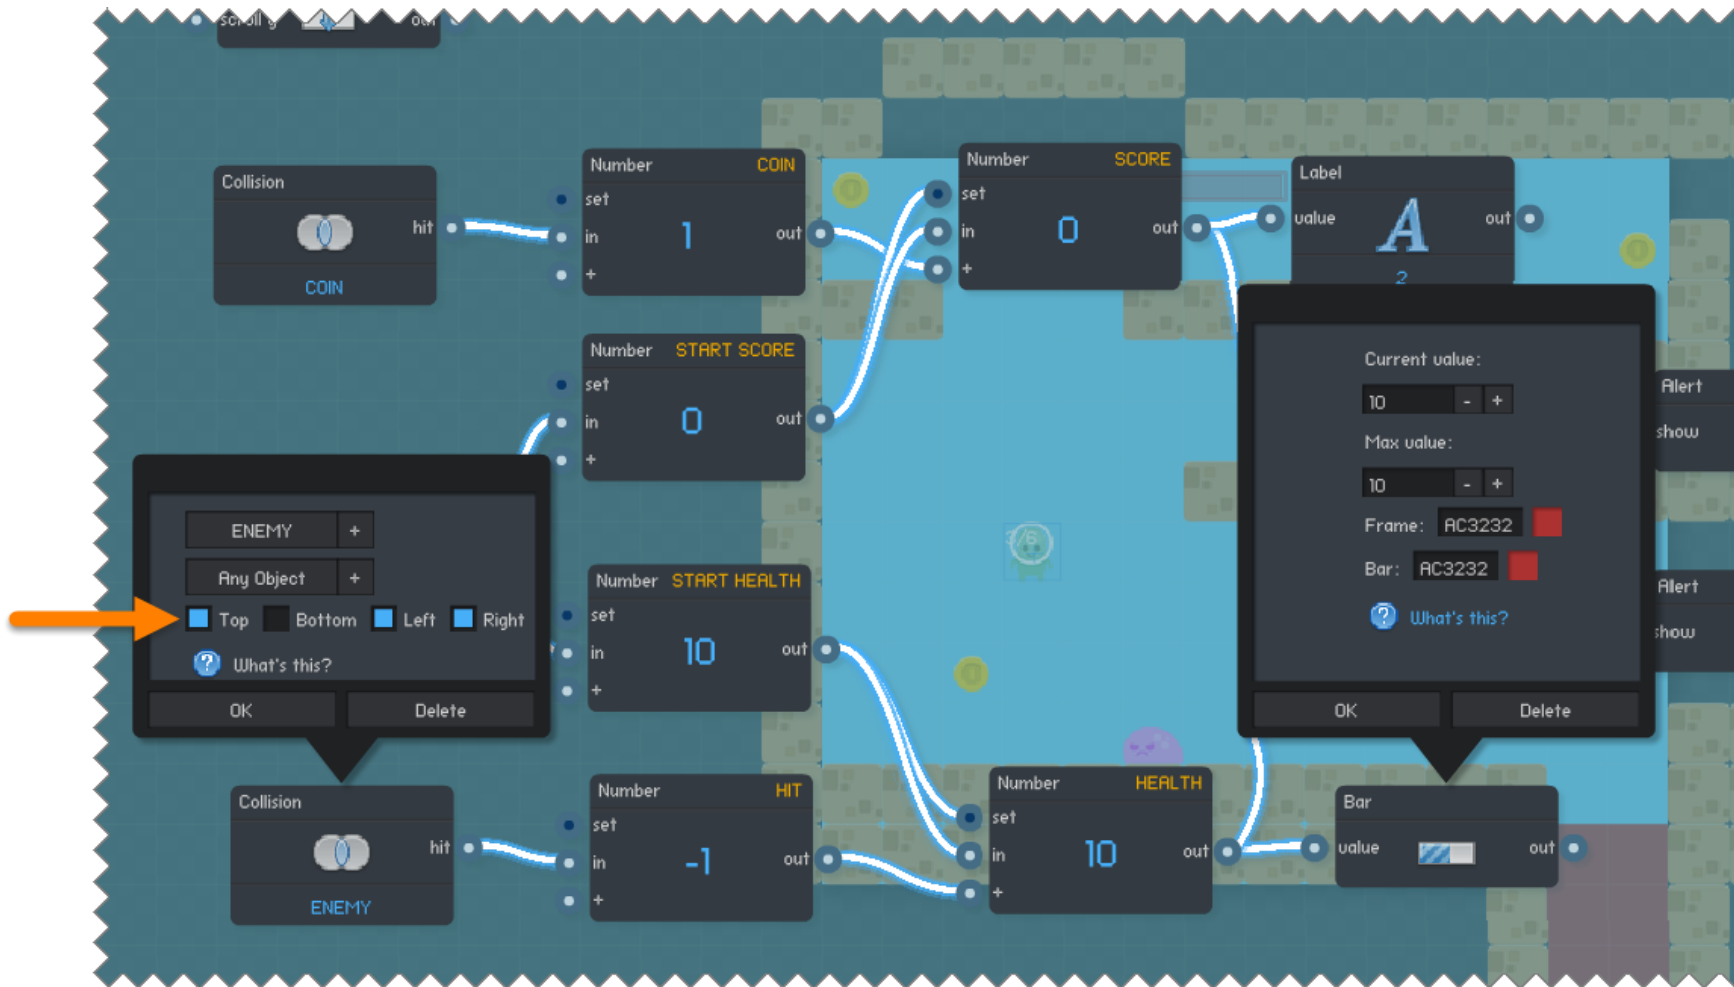 scroll y out
Collision
hit
COIN
Number COIN
set
in
+
1
out
Number SCORE
set
in
+
0
out
Label
value
A
out
2
Number START SCORE
set
in
+
0
out
ENEMY +
Any Object +
Top Bottom Left Right
? What's this?
OK Delete
Number START HEALTH
set
in
+
10
out
3/6
Current value:
10 - +
Max value:
10 - +
Frame: AC3232
Bar: AC3232
? What's this?
OK Delete
Alert
show
Alert
show
Collision
hit
ENEMY
Number HIT
set
in
+
-1
out
Number HEALTH
set
in
+
10
out
Bar
value
out